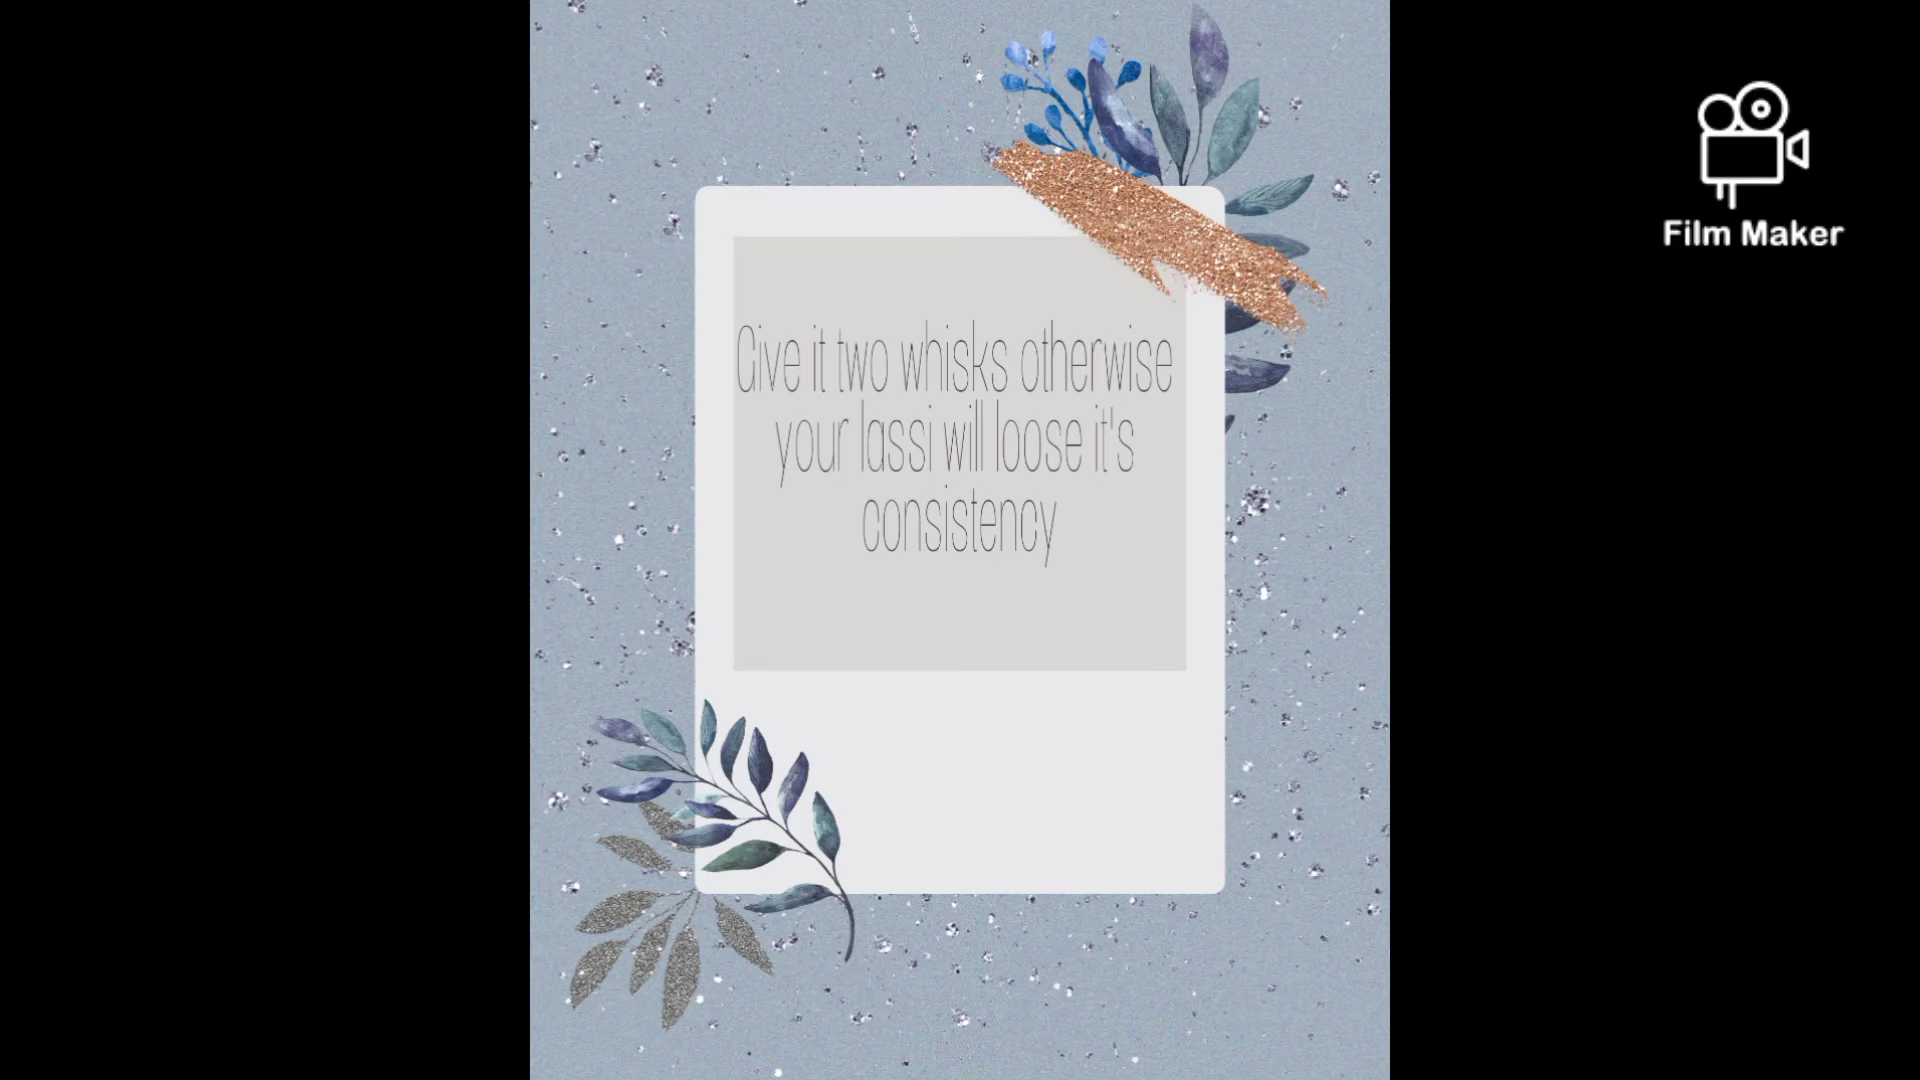 Give it two whisks otherwise
your lassi will loose it's
consistency
Film Maker